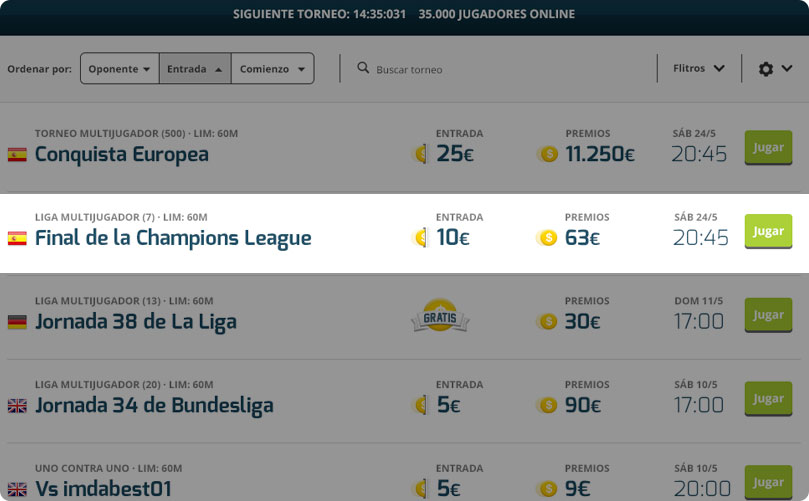 SIGUIENTE TORNEO: 14:35:031 35.000 JUGADORES ONLINE
Ordenar por: Oponente Entrada Comienzo Buscar torneo Flitros
TORNEO MULTIJUGADOR (500) · LIM: 60M ENTRADA PREMIOS SÁB 24/5
Conquista Europea 25€ 11.250€ 20:45 Jugar
LIGA MULTIJUGADOR (7) · LIM: 60M ENTRADA PREMIOS SÁB 24/5
Final de la Champions League 10€ 63€ 20:45 Jugar
LIGA MULTIJUGADOR (13) · LIM: 60M PREMIOS DOM 11/5
Jornada 38 de La Liga GRATIS 30€ 17:00 Jugar
LIGA MULTIJUGADOR (20) · LIM: 60M ENTRADA PREMIOS SÁB 10/5
Jornada 34 de Bundesliga 5€ 90€ 17:00 Jugar
UNO CONTRA UNO · LIM: 60M ENTRADA PREMIOS SÁB 10/5
Vs imdabest01 5€ 9€ 20:00 Jugar